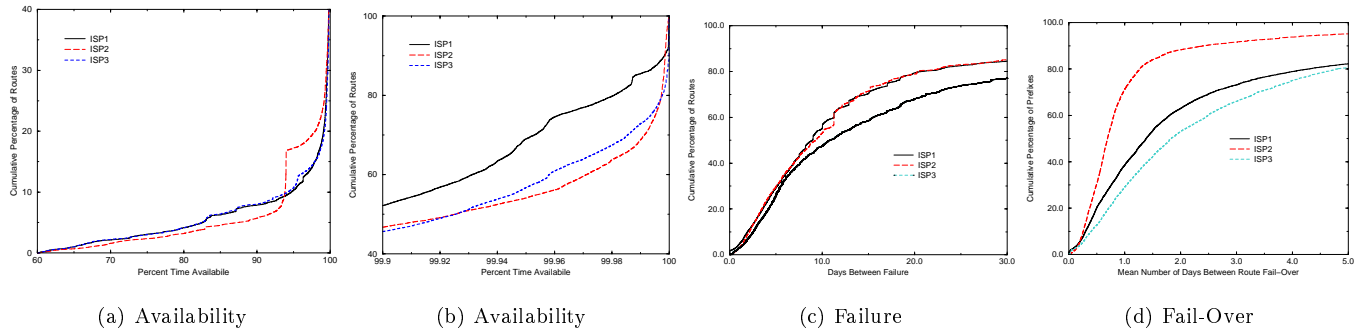 40
30
20
10
0
60
70
80
90
100
Cumulative Percentage of Routes
Percent Time Availabile
ISP1
ISP2
ISP3
(a) Availability
100
80
60
40
99.9
99.92
99.94
99.96
99.98
100
Cumulative Percentage of Routes
Percent Time Availabile
ISP1
ISP2
ISP3
(b) Availability
100.0
80.0
60.0
40.0
20.0
0.0
0.0
10.0
20.0
30.0
Cumulative Percentage of Routes
Days Between Failure
ISP1
ISP2
ISP3
(c) Failure
100.0
80.0
60.0
40.0
20.0
0.0
0.0
1.0
2.0
3.0
4.0
5.0
Cumulative Percentage of Prefixes
Mean Number of Days Between Route Fail-Over
ISP1
ISP2
ISP3
(d) Fail-Over